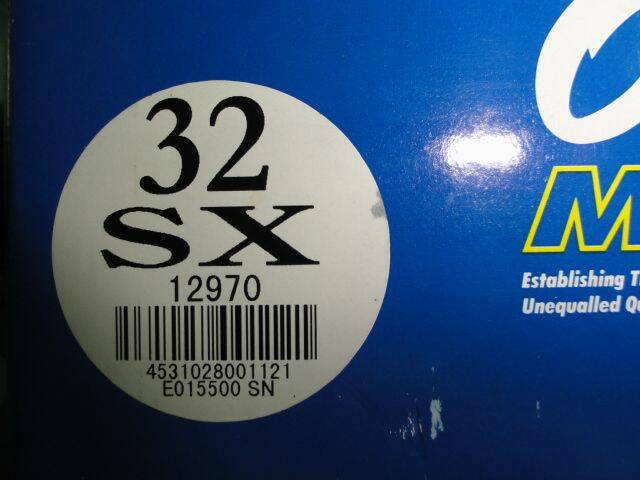 32
SX
12970
4531028001121
E015500 SN
Establishing
Unequalled